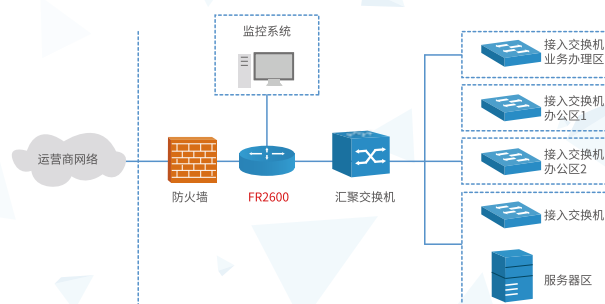 监控系统
接入交换机
业务办理区
接入交换机
办公区1
运营商网络
接入交换机
办公区2
防火墙
FR2600
汇聚交换机
接入交换机
服务器区